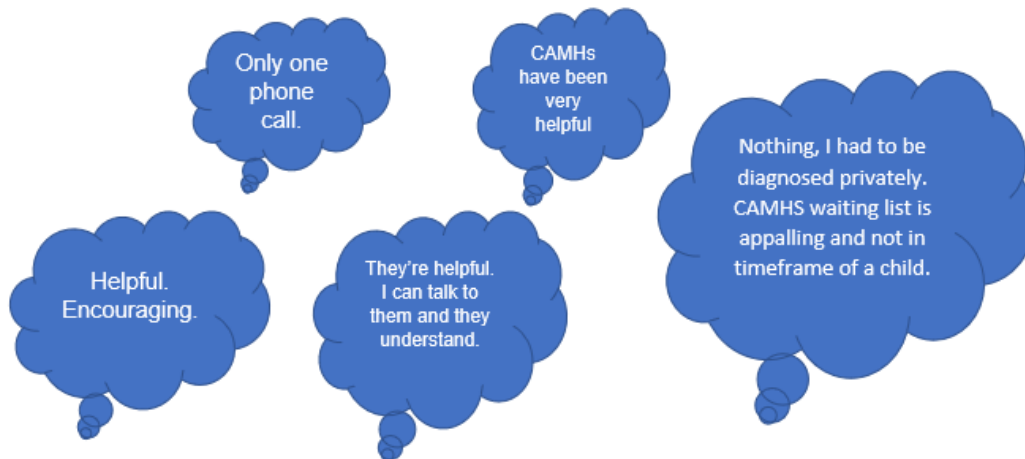 Only one
phone
call.
CAMHs
have been
very
helpful
Nothing, I had to be
diagnosed privately.
CAMHS waiting list is
appalling and not in
timeframe of a child.
Helpful.
Encouraging.
They’re helpful.
I can talk to
them and they
understand.